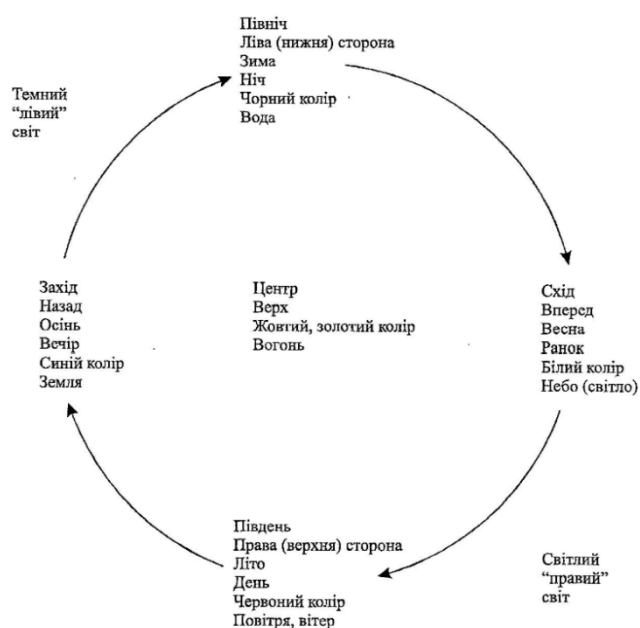 Північ
Ліва (нижня) сторона
Зима
Ніч
Чорний колір
Вода
Темний
“лівий”
світ
Захід
Назад
Осінь
Вечір
Синій колір
Земля
Центр
Верх
Жовтий, золотий колір
Вогонь
Схід
Вперед
Весна
Ранок
Білий колір
Небо (світло)
Південь
Права (верхня) сторона
Літо
День
Червоний колір
Повітря, вітер
Світлий
“правий”
світ